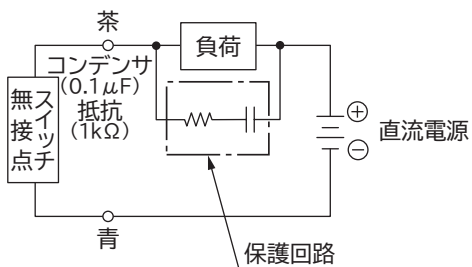 茶
負荷
コンデンサ
(0.1μF)
抵抗
(1kΩ)
無接点
スイッチ
⊕
⊖
直流電源
青
保護回路